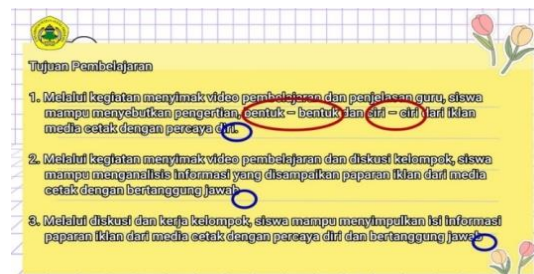 Tujuan Pembelajaran
1. Melalui kegiatan menyimak video pembelajaran dan penjelasan guru, siswa
mampu menyebutkan pengertian, bentuk - bentuk dan ciri - ciri dari iklan
media cetak dengan percaya diri.
2. Melalui kegiatan menyimak video pembelajaran dan diskusi kelompok, siswa
mampu menganalisis informasi yang disampaikan paparan iklan dari media
cetak dengan bertanggung jawab
3. Melalui diskusi dan kerja kelompok, siswa mampu menyimpulkan isi informasi
paparan iklan dari media cetak dengan percaya diri dan bertanggung jawab